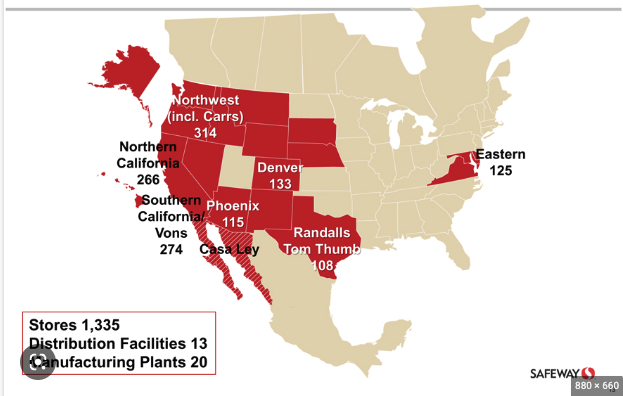 Northwest
(incl. Carrs)
314
Northern
California
266
Eastern
125
Denver
133
Southern
California/
Vons
274
Phoenix
115
Randalls
Tom Thumb
108
Casa Ley
Stores 1,335
Distribution Facilities 13
Manufacturing Plants 20
SAFEWAY
880 × 660